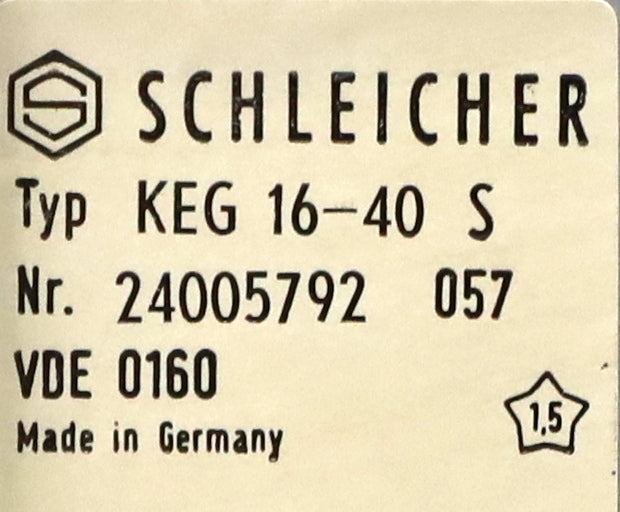 S SCHLEICHER
Typ KEG 16-40 S
Nr. 24005792 057
VDE 0160
Made in Germany
1,5